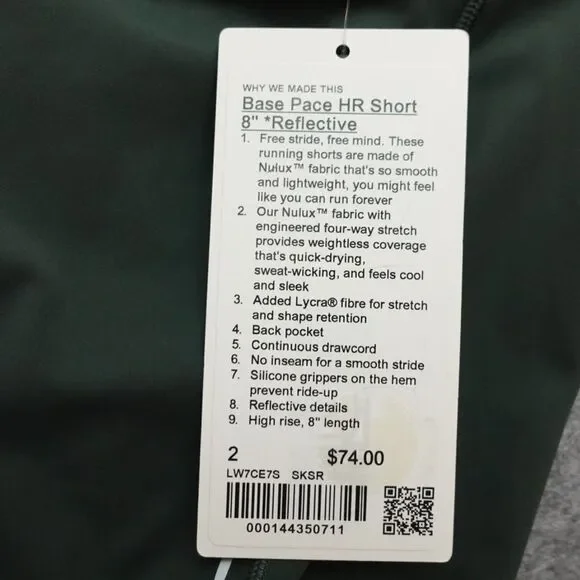 WHY WE MADE THIS
Base Pace HR Short
8" *Reflective
1. Free stride, free mind. These
running shorts are made of
Nulux™ fabric that's so smooth
and lightweight, you might feel
like you can run forever
2. Our Nulux™ fabric with
engineered four-way stretch
provides weightless coverage
that's quick-drying,
sweat-wicking, and feels cool
and sleek
3. Added Lycra® fibre for stretch
and shape retention
4. Back pocket
5. Continuous drawcord
6. No inseam for a smooth stride
7. Silicone grippers on the hem
prevent ride-up
8. Reflective details
9. High rise, 8" length
2 $74.00
LW7CE7S SKSR
000144350711